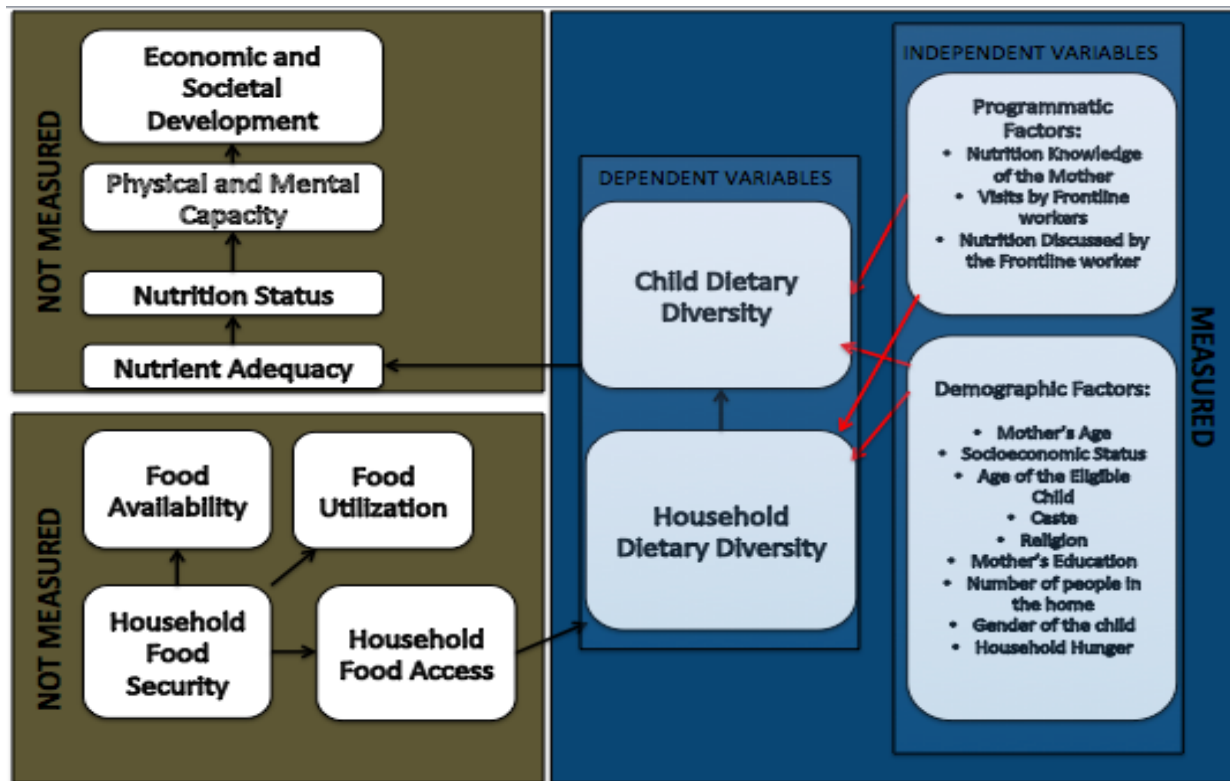 NOT MEASURED
Economic and
Societal
Development
Physical and Mental
Capacity
Nutrition Status
Nutrient Adequacy
NOT MEASURED
Food
Availability
Food
Utilization
Household
Food
Security
Household
Food Access
DEPENDENT VARIABLES
Child Dietary
Diversity
Household
Dietary Diversity
INDEPENDENT VARIABLES
Programmatic
Factors:
• Nutrition Knowledge
of the Mother
• Visits by Frontline
workers
• Nutrition Discussed by
the Frontline worker
Demographic Factors:
• Mother's Age
• Socioeconomic Status
• Age of the Eligible
Child
• Caste
• Religion
• Mother's Education
• Number of people in
the home
• Gender of the child
• Household Hunger
MEASURED